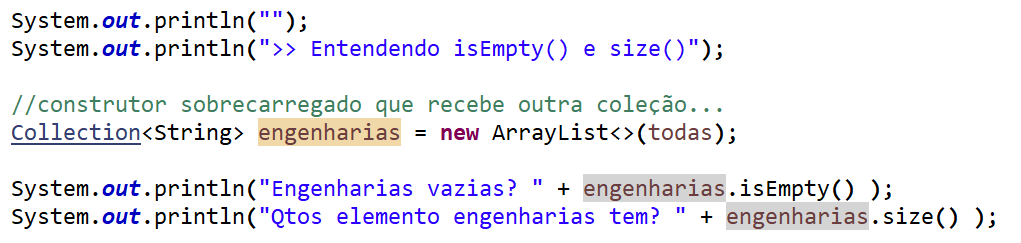 System.out.println("");
System.out.println(">> Entendendo isEmpty() e size()");
//construtor sobrecarregado que recebe outra coleção...
Collection<String> engenharias = new ArrayList<>(todas);
System.out.println("Engenharias vazias? " + engenharias.isEmpty() );
System.out.println("Qtos elemento engenharias tem? " + engenharias.size() );